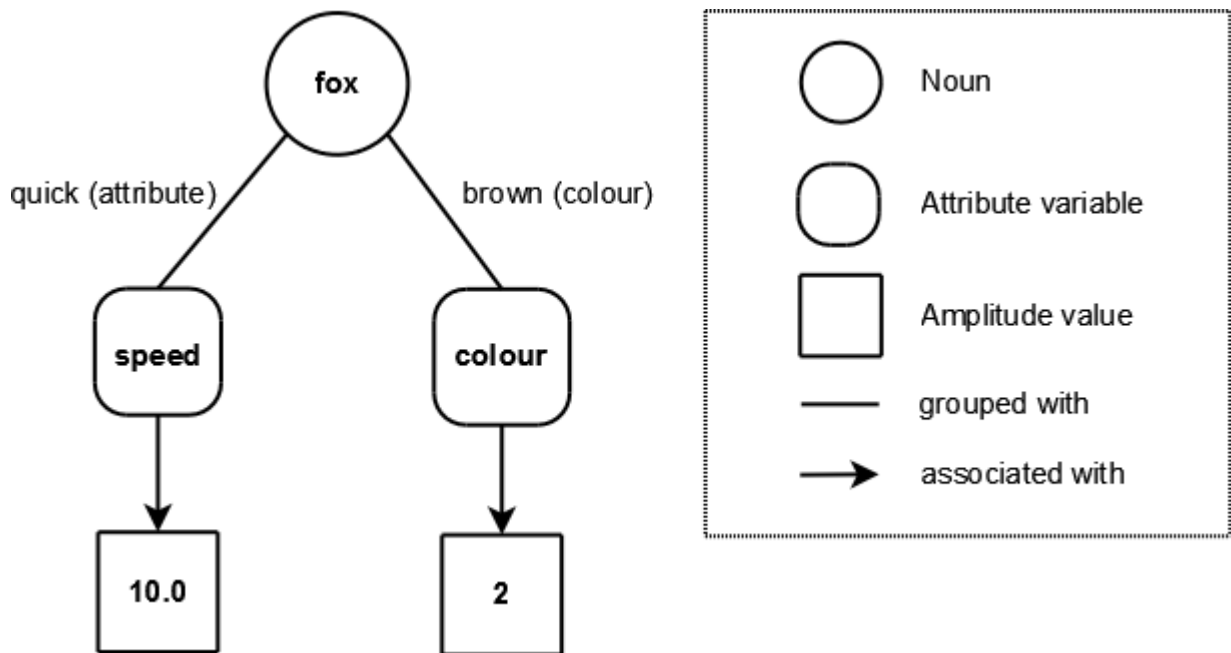 fox
quick (attribute)
brown (colour)
speed
colour
10.0
2
Noun
Attribute variable
Amplitude value
grouped with
associated with